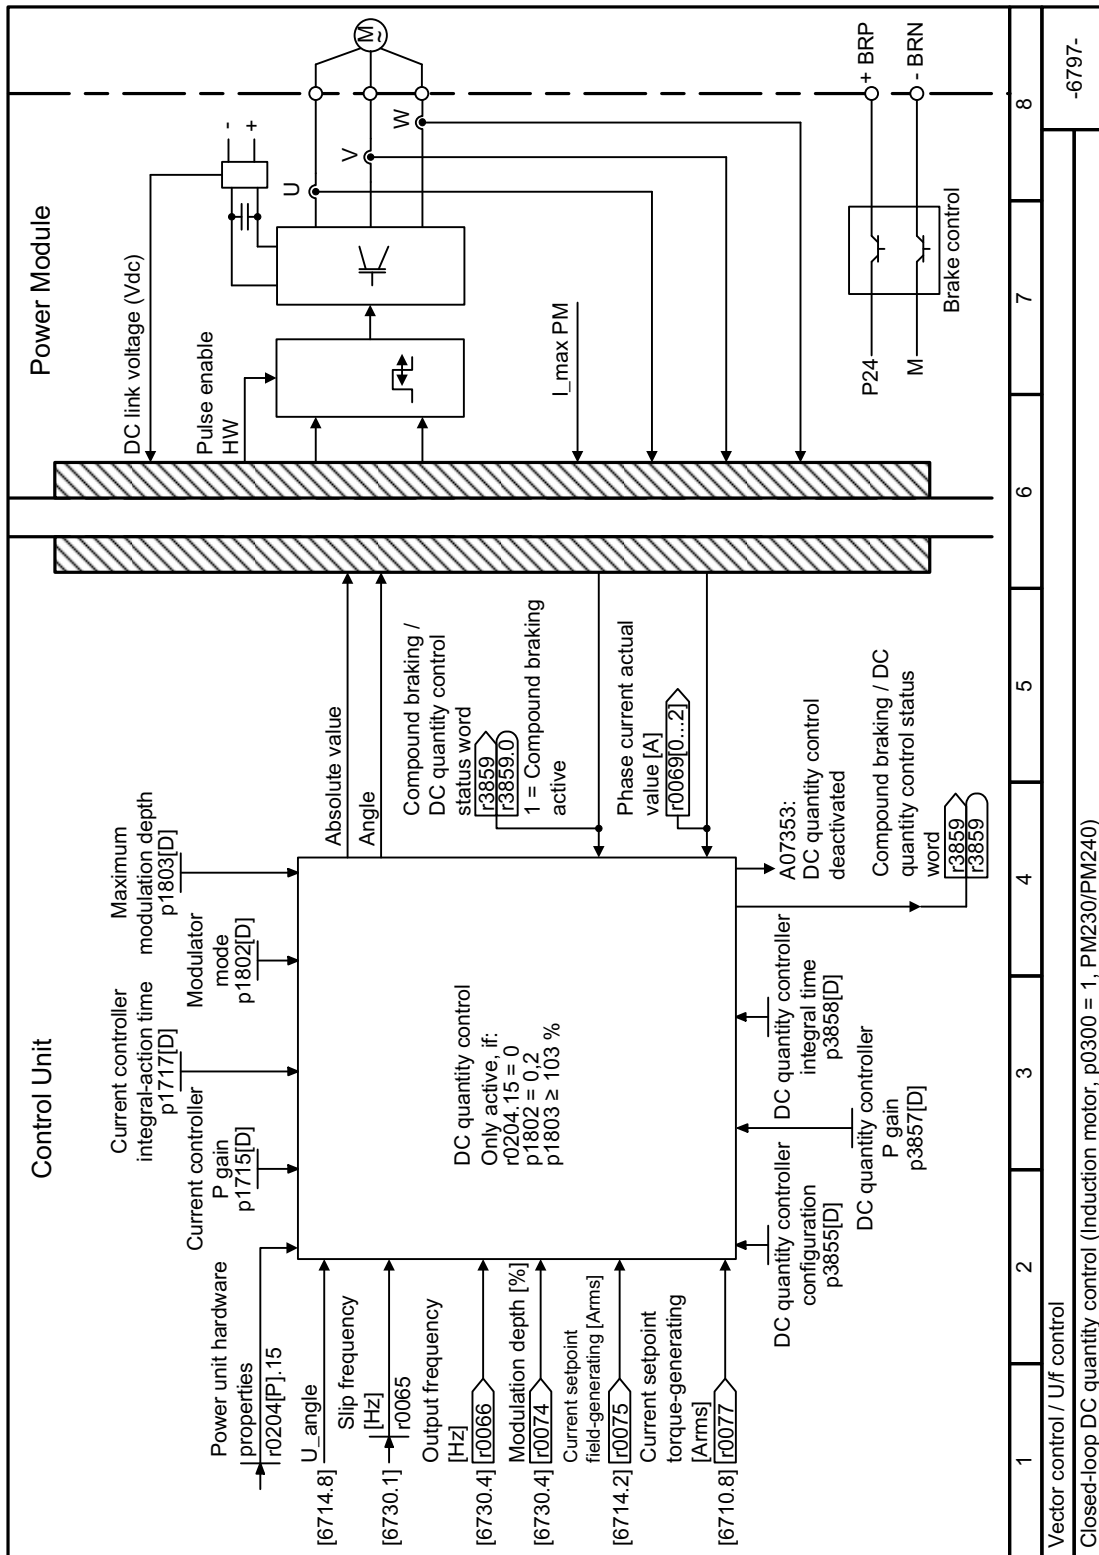 Control Unit
Power Module
Power unit hardware
properties
r0204[P].15
Current controller
P gain
p1715[D]
Current controller
integral-action time
p1717[D]
Modulator
mode
p1802[D]
Maximum
modulation depth
p1803[D]
[6714.8]
U_angle
[6730.1]
Slip frequency
[Hz]
r0065
[6730.4]
Output frequency
[Hz]
r0066
[6730.4]
Modulation depth [%]
r0074
[6714.2]
Current setpoint
field-generating [Arms]
r0075
[6710.8]
Current setpoint
torque-generating
[Arms]
r0077
DC quantity control
Only active, if:
r0204.15 = 0
p1802 = 0,2
p1803 ≥ 103 %
DC quantity controller
configuration
p3855[D]
DC quantity controller
P gain
p3857[D]
DC quantity controller
integral time
p3858[D]
Absolute value
Angle
Compound braking /
DC quantity control
status word
r3859
r3859.0
1 = Compound braking
active
Phase current actual
value [A]
r0069[0...2]
A07353:
DC quantity control
deactivated
Compound braking / DC
quantity control status
word
r3859
r3859
DC link voltage (Vdc)
Pulse enable
HW
-
+
U
V
W
M
~
I_max PM
P24
M
Brake control
+ BRP
- BRN
1
2
3
4
5
6
7
8
Vector control / U/f control
Closed-loop DC quantity control (Induction motor, p0300 = 1, PM230/PM240)
-6797-